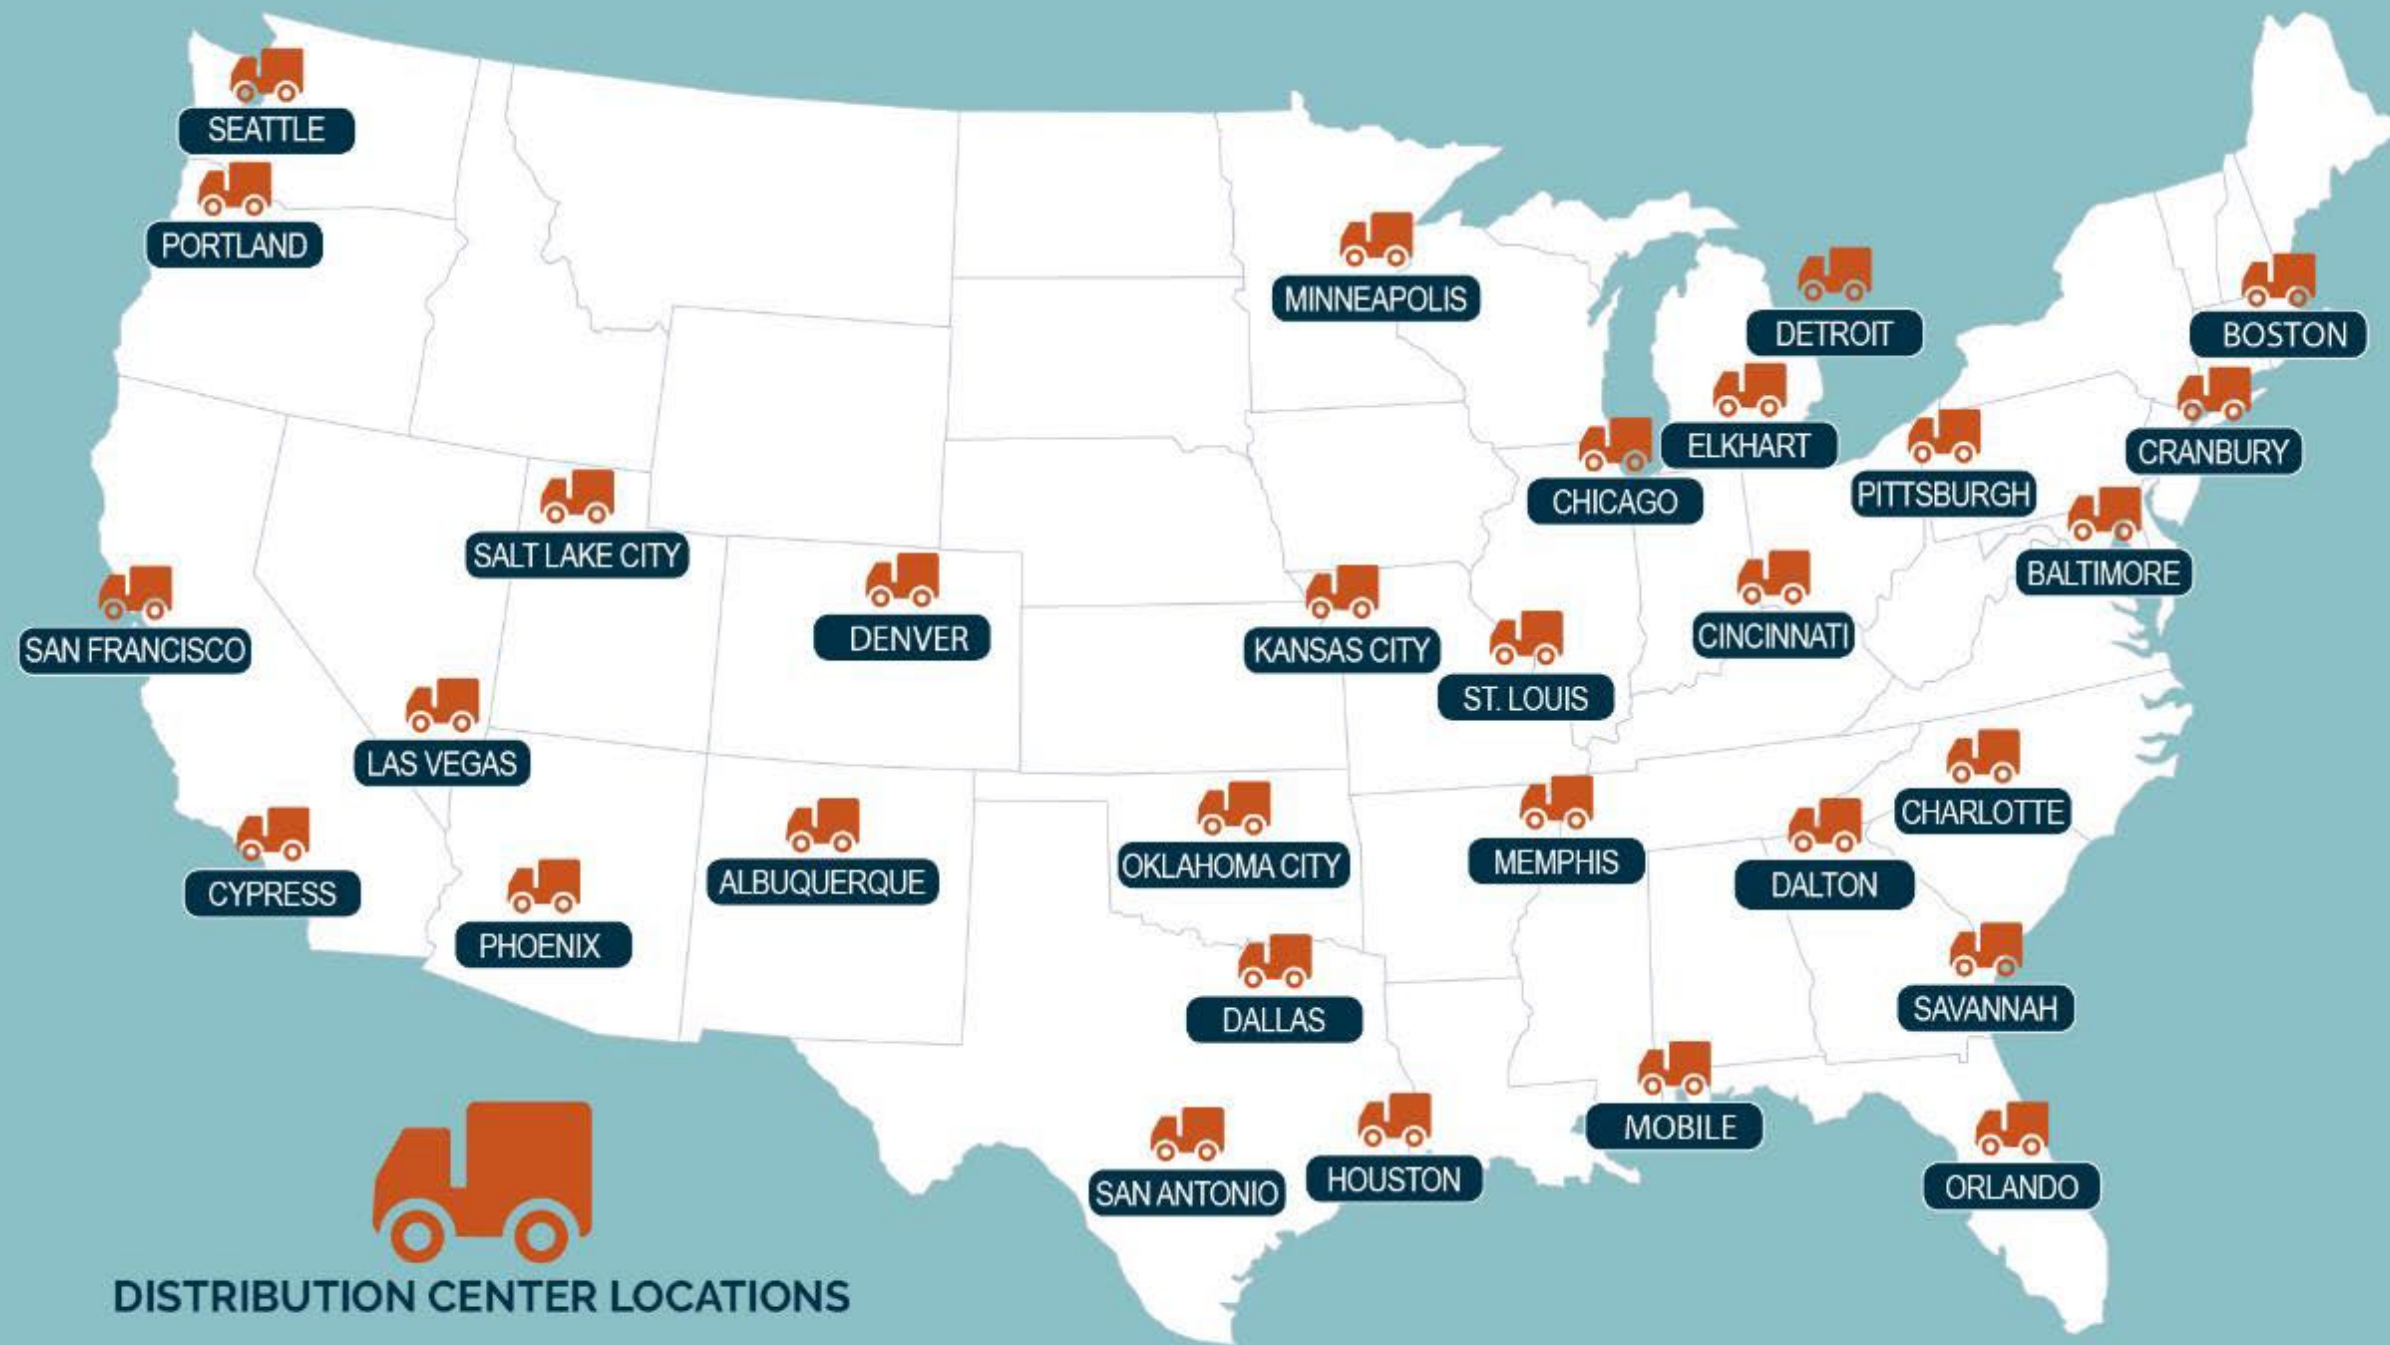 SEATTLE
PORTLAND
MINNEAPOLIS
DETROIT
BOSTON
ELKHART
CRANBURY
CHICAGO
PITTSBURGH
SALT LAKE CITY
BALTIMORE
DENVER
CINCINNATI
SAN FRANCISCO
KANSAS CITY
ST. LOUIS
LAS VEGAS
CHARLOTTE
OKLAHOMA CITY
MEMPHIS
ALBUQUERQUE
DALTON
CYPRESS
PHOENIX
SAVANNAH
DALLAS
MOBILE
HOUSTON
ORLANDO
SAN ANTONIO
DISTRIBUTION CENTER LOCATIONS